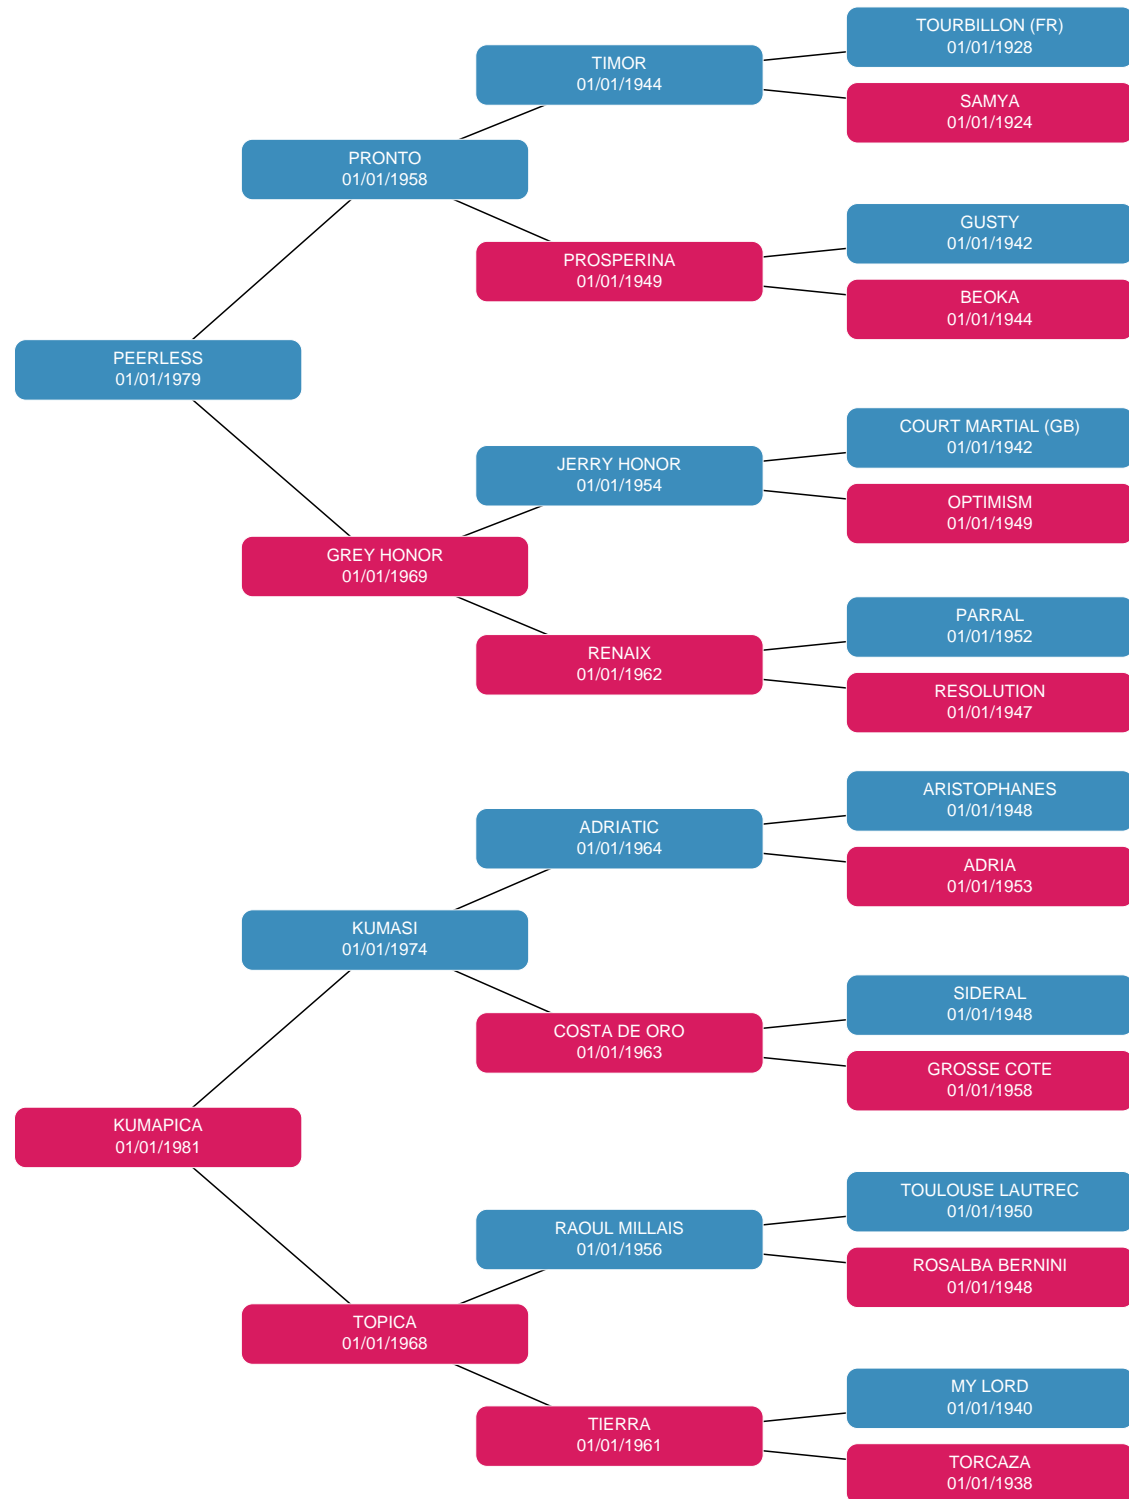 TOURBILLON (FR)
01/01/1928
TIMOR
01/01/1944
SAMYA
01/01/1924
PRONTO
01/01/1958
GUSTY
01/01/1942
PROSPERINA
01/01/1949
BEOKA
01/01/1944
PEERLESS
01/01/1979
COURT MARTIAL (GB)
01/01/1942
JERRY HONOR
01/01/1954
OPTIMISM
01/01/1949
GREY HONOR
01/01/1969
PARRAL
01/01/1952
RENAIX
01/01/1962
RESOLUTION
01/01/1947
ARISTOPHANES
01/01/1948
ADRIATIC
01/01/1964
ADRIA
01/01/1953
KUMASI
01/01/1974
SIDERAL
01/01/1948
COSTA DE ORO
01/01/1963
GROSSE COTE
01/01/1958
KUMAPICA
01/01/1981
TOULOUSE LAUTREC
01/01/1950
RAOUL MILLAIS
01/01/1956
ROSALBA BERNINI
01/01/1948
TOPICA
01/01/1968
MY LORD
01/01/1940
TIERRA
01/01/1961
TORCAZA
01/01/1938